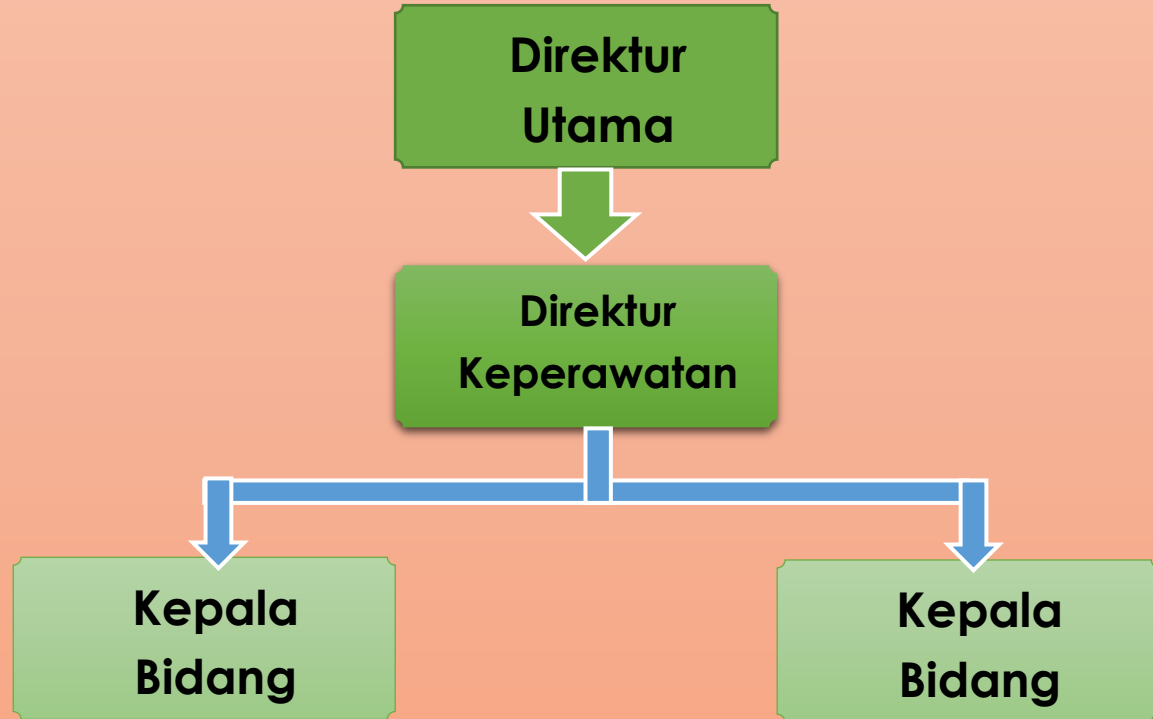 Direktur
Utama
Direktur
Keperawatan
Kepala
Bidang
Kepala
Bidang